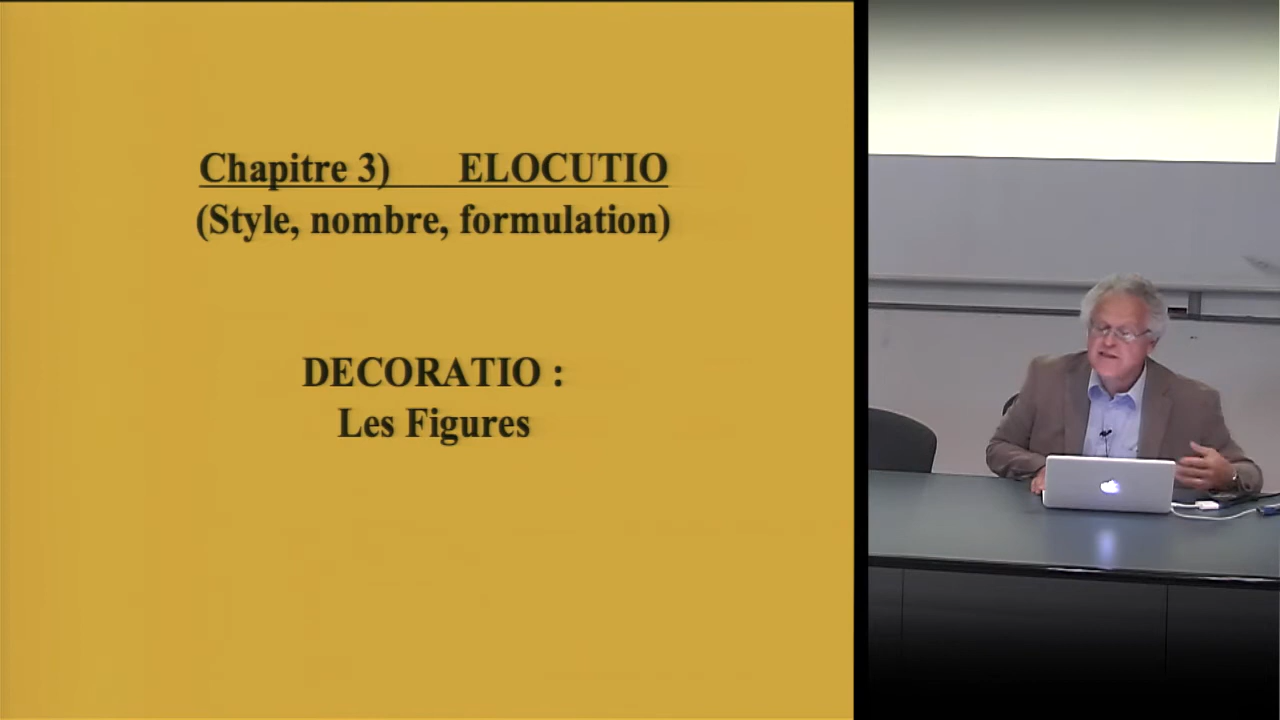 Chapitre 3) ELOCUTIO
(Style, nombre, formulation)
DECORATIO :
Les Figures